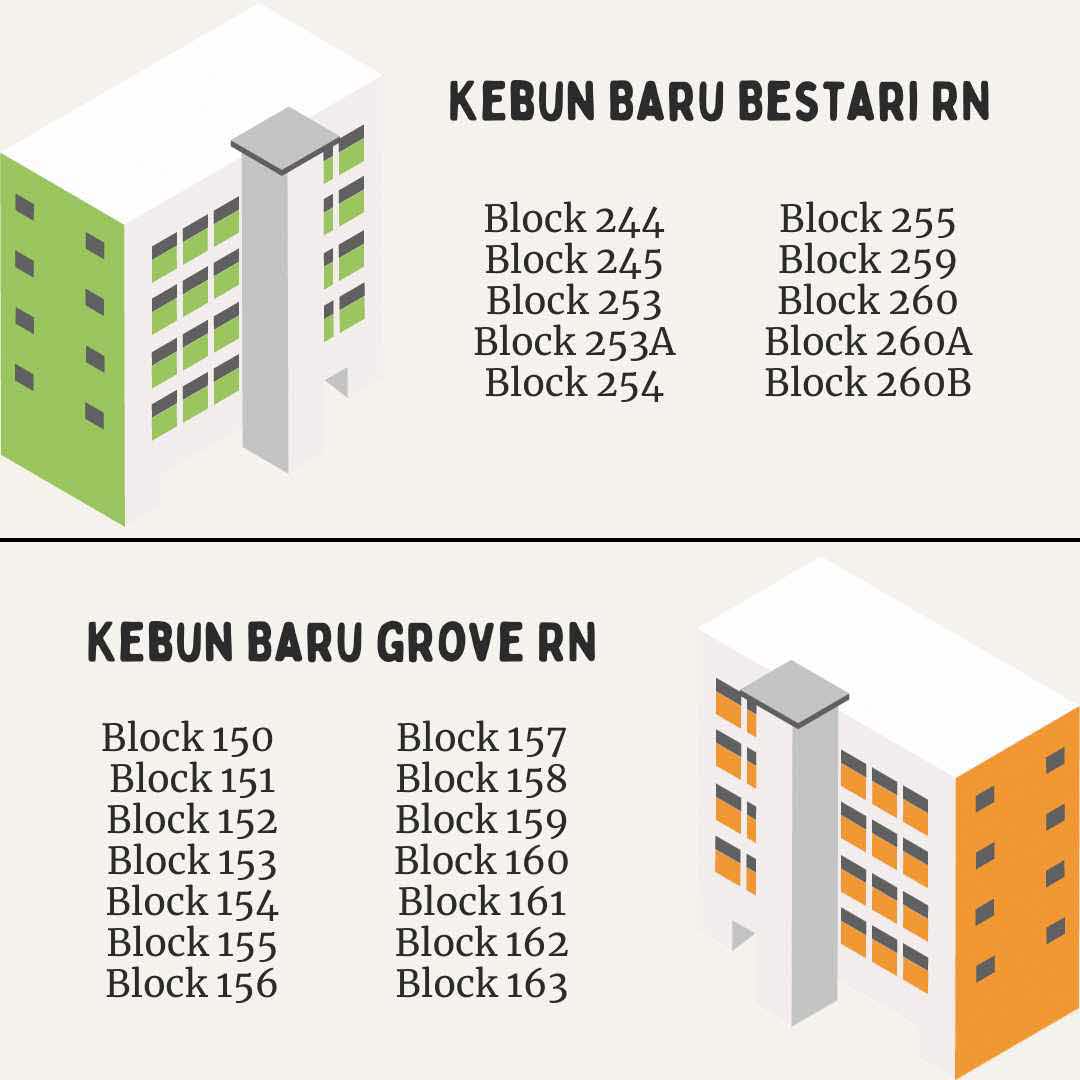 KEBUN BARU BESTARI RN
Block 244
Block 245
Block 253
Block 253A
Block 254
Block 255
Block 259
Block 260
Block 260A
Block 260B
KEBUN BARU GROVE RN
Block 150
Block 151
Block 152
Block 153
Block 154
Block 155
Block 156
Block 157
Block 158
Block 159
Block 160
Block 161
Block 162
Block 163